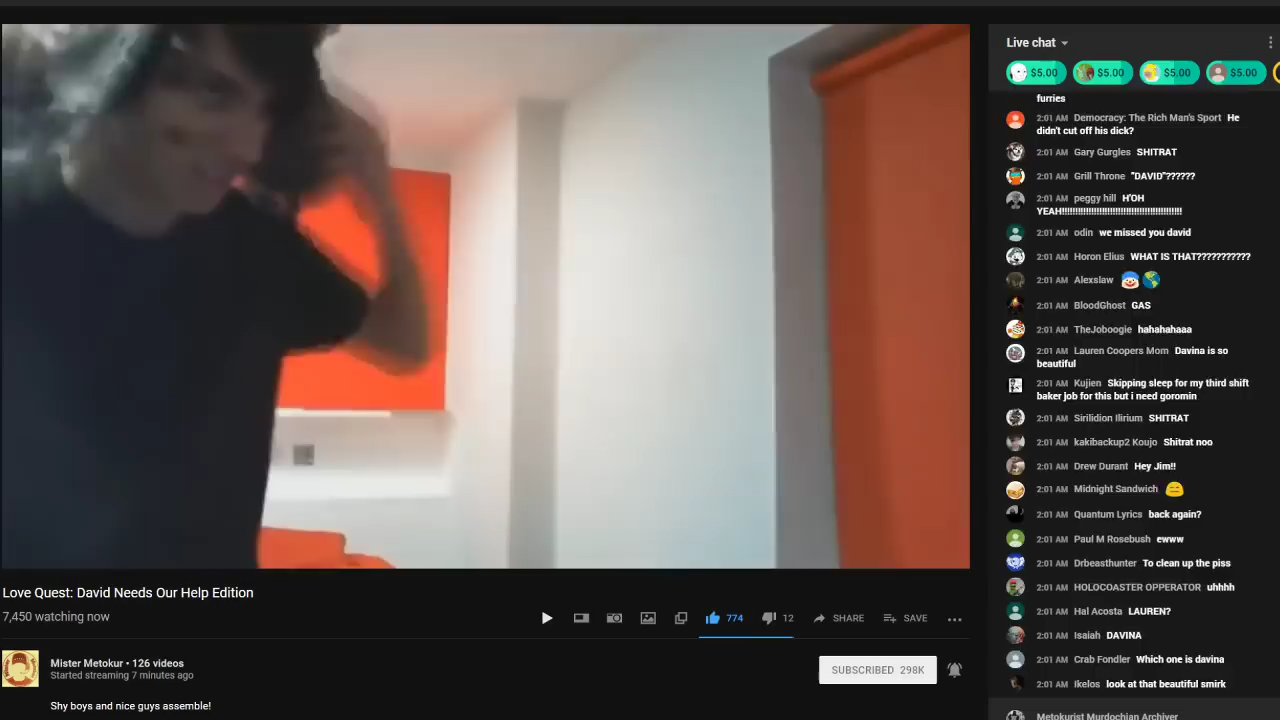 Live chat
$5.00 $5.00 $5.00 $5.00
furries
2:01 AM Democracy: The Rich Man's Sport He
didn't cut off his dick?
2:01 AM Gary Gurgles SHITRAT
2:01 AM Grill Throne "DAVID"??????
2:01 AM peggy hill H'OH
YEAH!!!!!!!!!!!!!!!!!!!!!!!!!!!!!!!!!!!!!!!!!!!!!
2:01 AM odin we missed you david
2:01 AM Horon Elius WHAT IS THAT???????????
2:01 AM Alexslaw 🤡 🌎
2:01 AM BloodGhost GAS
2:01 AM TheJoboogie hahahahaaa
2:01 AM Lauren Coopers Mom Davina is so
beautiful
2:01 AM Kujien Skipping sleep for my third shift
baker job for this but i need goromin
2:01 AM Sirilidion Ilirium SHITRAT
2:01 AM kakibackup2 Koujo Shitrat noo
2:01 AM Drew Durant Hey Jim!!
2:01 AM Midnight Sandwich 😑
2:01 AM Quantum Lyrics back again?
2:01 AM Paul M Rosebush ewww
2:01 AM Drbeasthunter To clean up the piss
2:01 AM HOLOCOASTER OPPERATOR uhhhh
2:01 AM Hal Acosta LAUREN?
2:01 AM Isaiah DAVINA
2:01 AM Crab Fondler Which one is davina
2:01 AM Ikelos look at that beautiful smirk
Metokurist Murdochian Archiver
Love Quest: David Needs Our Help Edition
7,450 watching now
774 12 SHARE SAVE
Mister Metokur • 126 videos
Started streaming 7 minutes ago
SUBSCRIBED 298K
Shy boys and nice guys assemble!